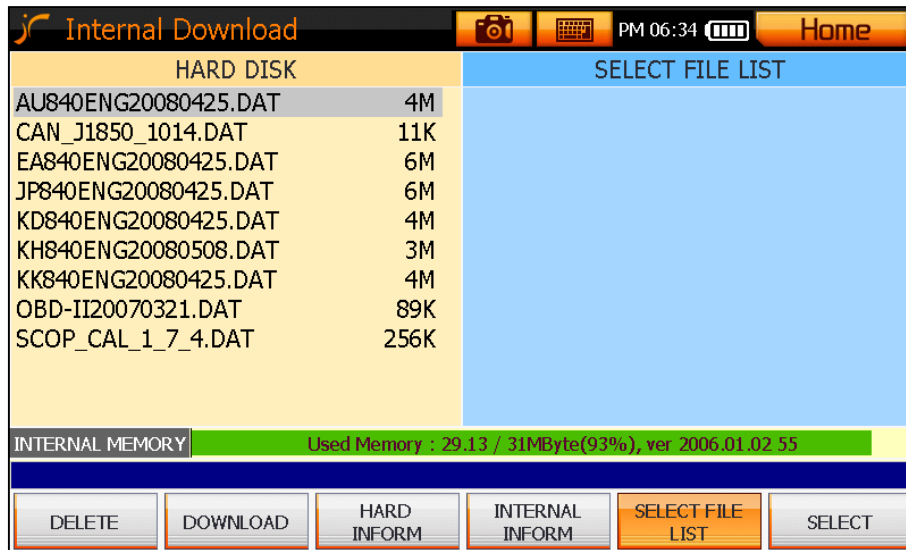 Internal Download
PM 06:34
Home
HARD DISK
SELECT FILE LIST
AU840ENG20080425.DAT 4M
CAN_J1850_1014.DAT 11K
EA840ENG20080425.DAT 6M
JP840ENG20080425.DAT 6M
KD840ENG20080425.DAT 4M
KH840ENG20080508.DAT 3M
KK840ENG20080425.DAT 4M
OBD-II20070321.DAT 89K
SCOP_CAL_1_7_4.DAT 256K
INTERNAL MEMORY
Used Memory : 29.13 / 31MByte(93%), ver 2006.01.02 55
DELETE
DOWNLOAD
HARD
INFORM
INTERNAL
INFORM
SELECT FILE
LIST
SELECT